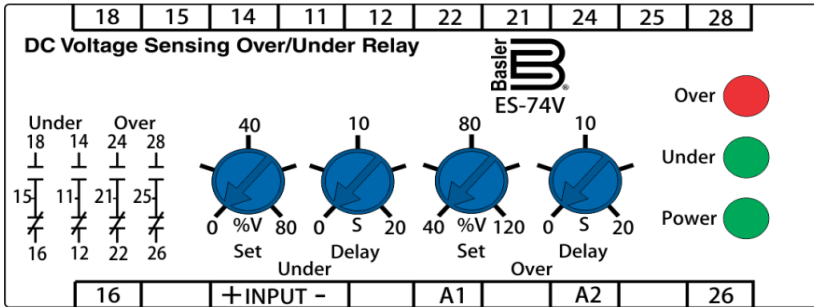 18 15 14 11 12 22 21 24 25 28
DC Voltage Sensing Over/Under Relay
Basler
ES-74V
Over
Under
Power
Under Over
18 14 24 28
15 11 21 25
16 12 22 26
40
0 %V 80
Set
10
0 S 20
Delay
Under
80
40 %V 120
Set
10
0 S 20
Delay
Over
16 + INPUT - A1 A2 26